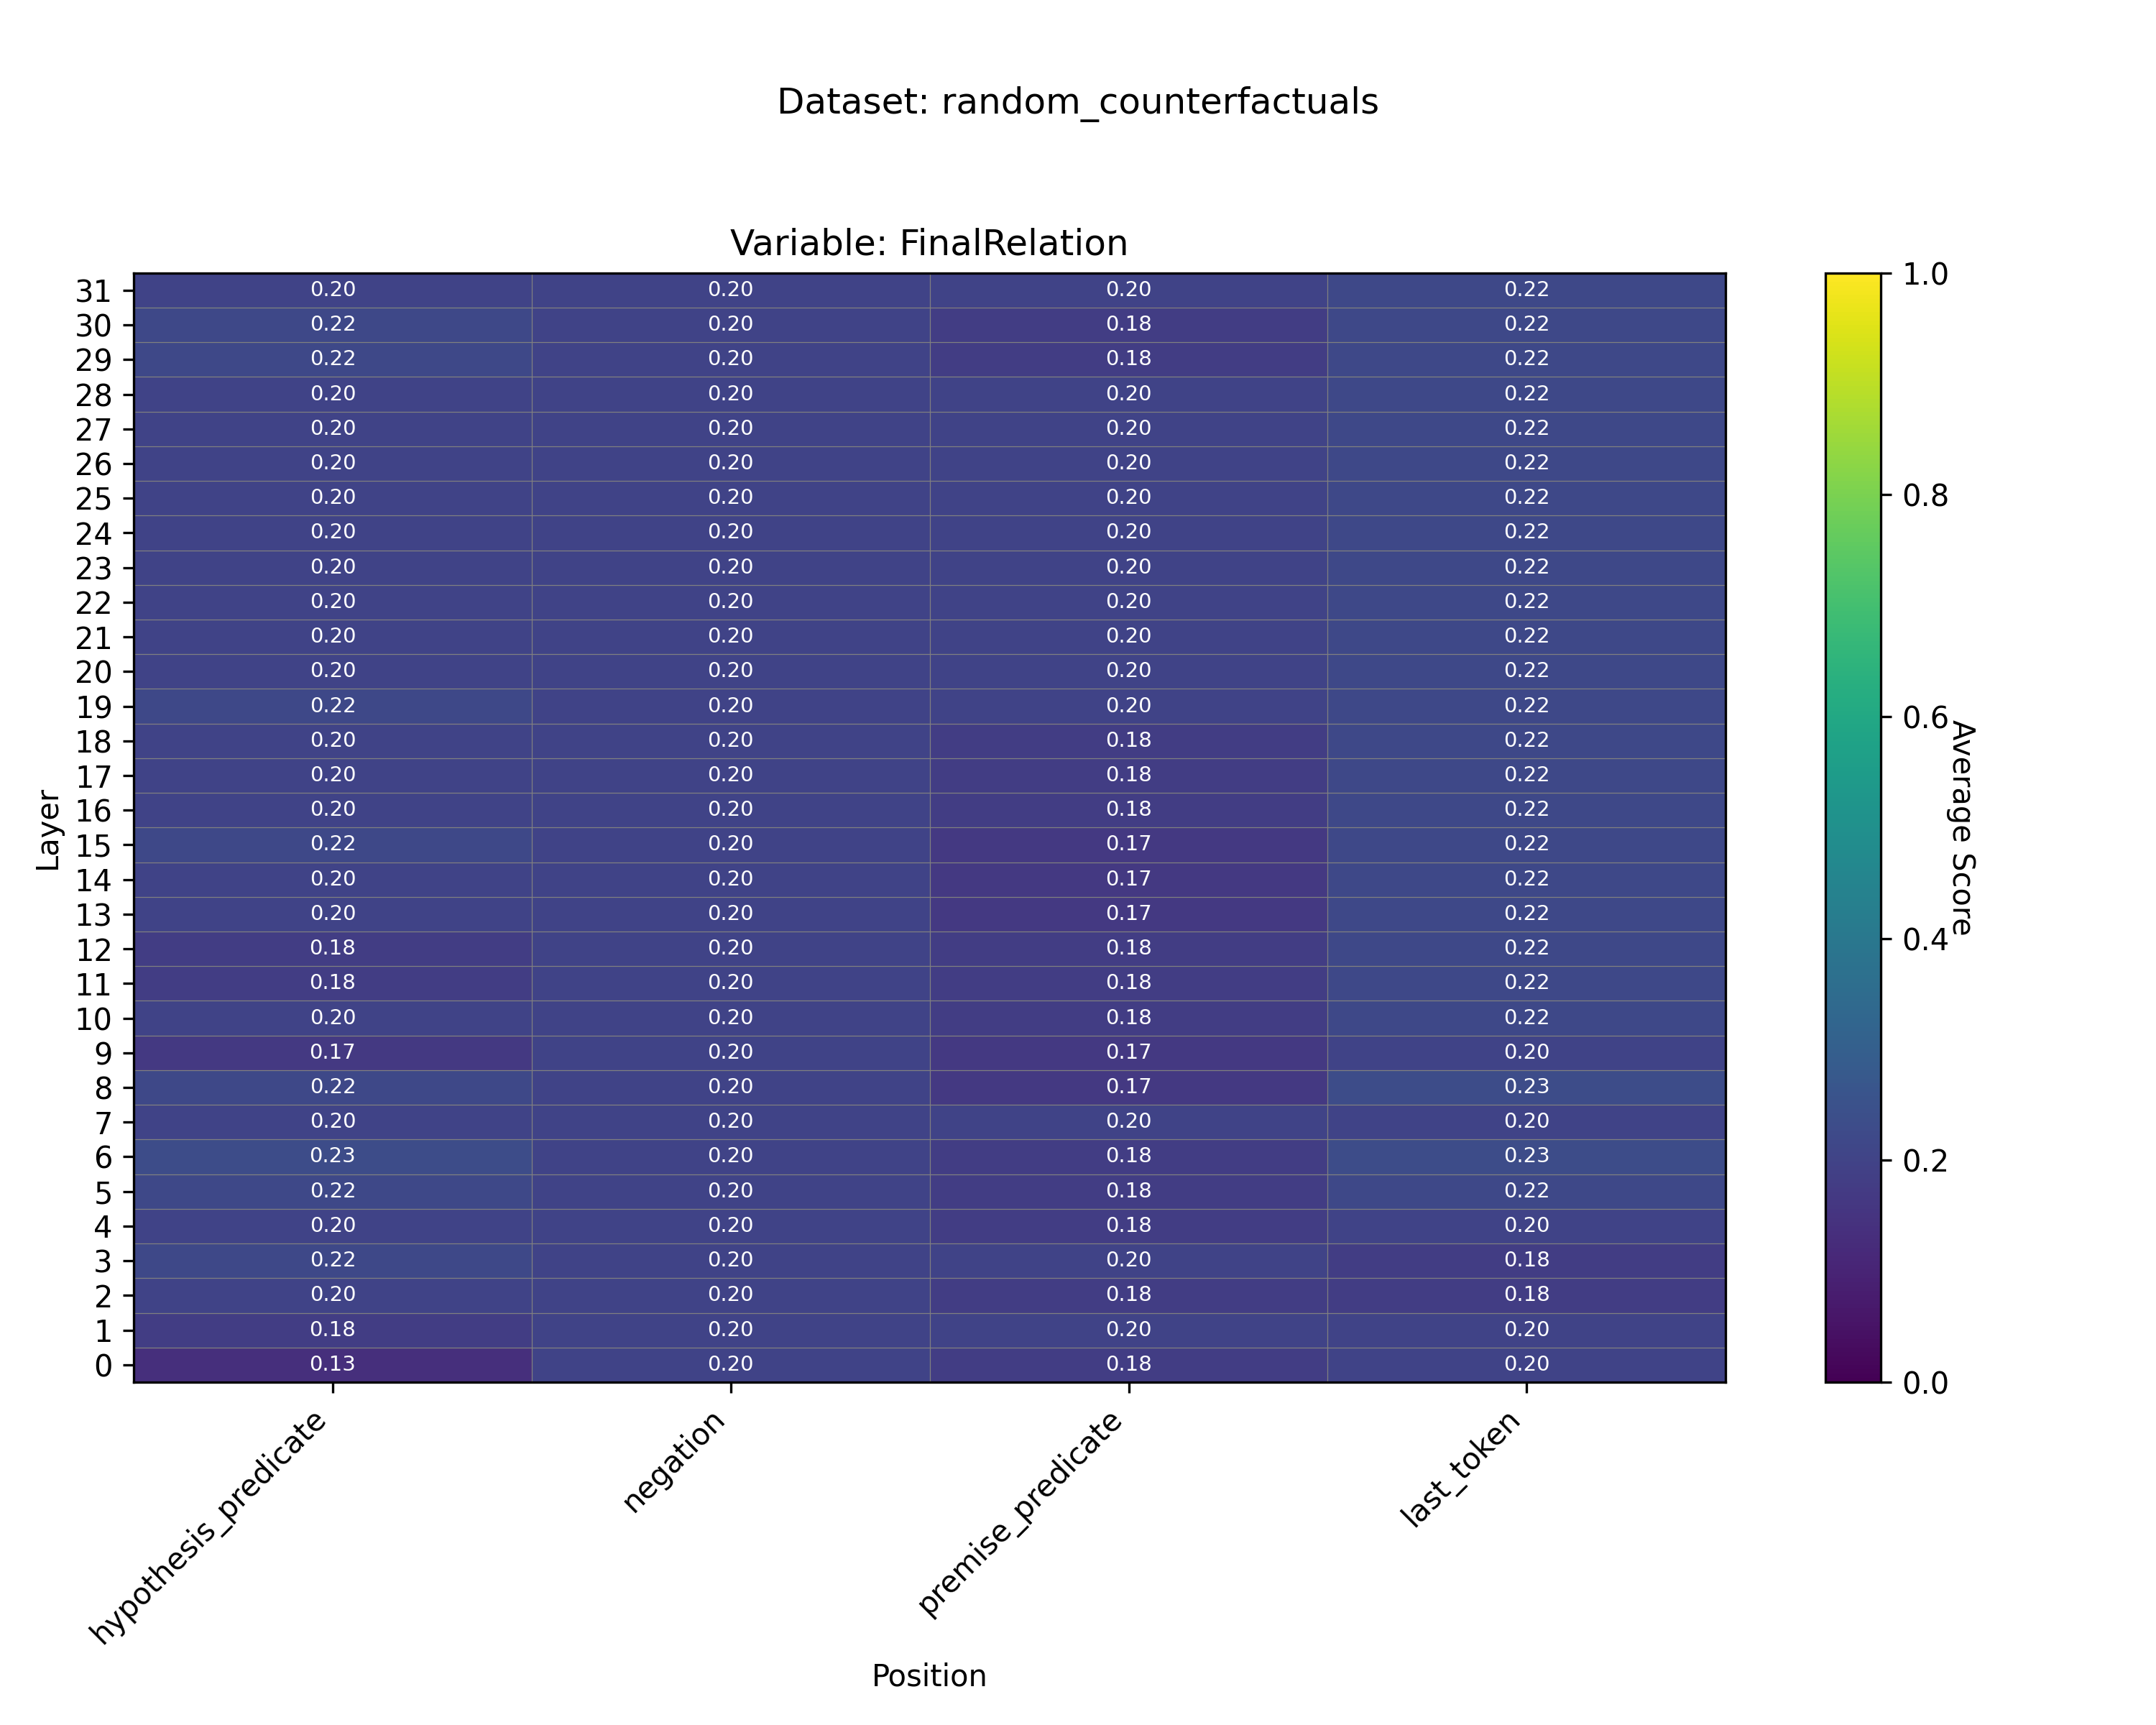 Dataset: random_counterfactuals
Variable: FinalRelation
31 0.20 0.20 0.20 0.22
30 0.22 0.20 0.18 0.22
29 0.22 0.20 0.18 0.22
28 0.20 0.20 0.20 0.22
27 0.20 0.20 0.20 0.22
26 0.20 0.20 0.20 0.22
25 0.20 0.20 0.20 0.22
24 0.20 0.20 0.20 0.22
23 0.20 0.20 0.20 0.22
22 0.20 0.20 0.20 0.22
21 0.20 0.20 0.20 0.22
20 0.20 0.20 0.20 0.22
19 0.22 0.20 0.20 0.22
18 0.20 0.20 0.18 0.22
17 0.20 0.20 0.18 0.22
16 0.20 0.20 0.18 0.22
15 0.22 0.20 0.17 0.22
14 0.20 0.20 0.17 0.22
13 0.20 0.20 0.17 0.22
12 0.18 0.20 0.18 0.22
11 0.18 0.20 0.18 0.22
10 0.20 0.20 0.18 0.22
9 0.17 0.20 0.17 0.20
8 0.22 0.20 0.17 0.23
7 0.20 0.20 0.20 0.20
6 0.23 0.20 0.18 0.23
5 0.22 0.20 0.18 0.22
4 0.20 0.20 0.18 0.20
3 0.22 0.20 0.20 0.18
2 0.20 0.20 0.18 0.18
1 0.18 0.20 0.20 0.20
0 0.13 0.20 0.18 0.20
Layer
hypothesis_predicate
negation
premise_predicate
last_token
Position
1.0
0.8
0.6
0.4
0.2
0.0
Average Score